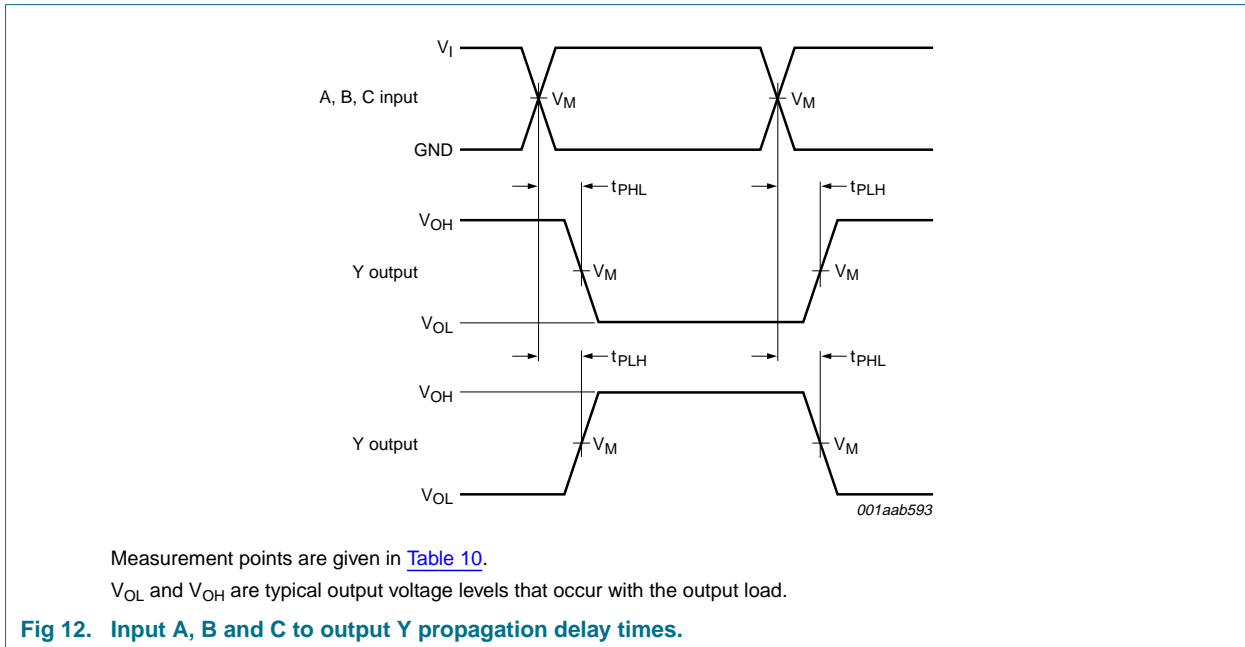 VI
A, B, C input
VM
VM
GND
tPHL
tPLH
VOH
Y output
VM
VM
VOL
tPLH
tPHL
VOH
Y output
VM
VM
VOL
001aab593
Measurement points are given in Table 10.
VOL and VOH are typical output voltage levels that occur with the output load.
Fig 12. Input A, B and C to output Y propagation delay times.